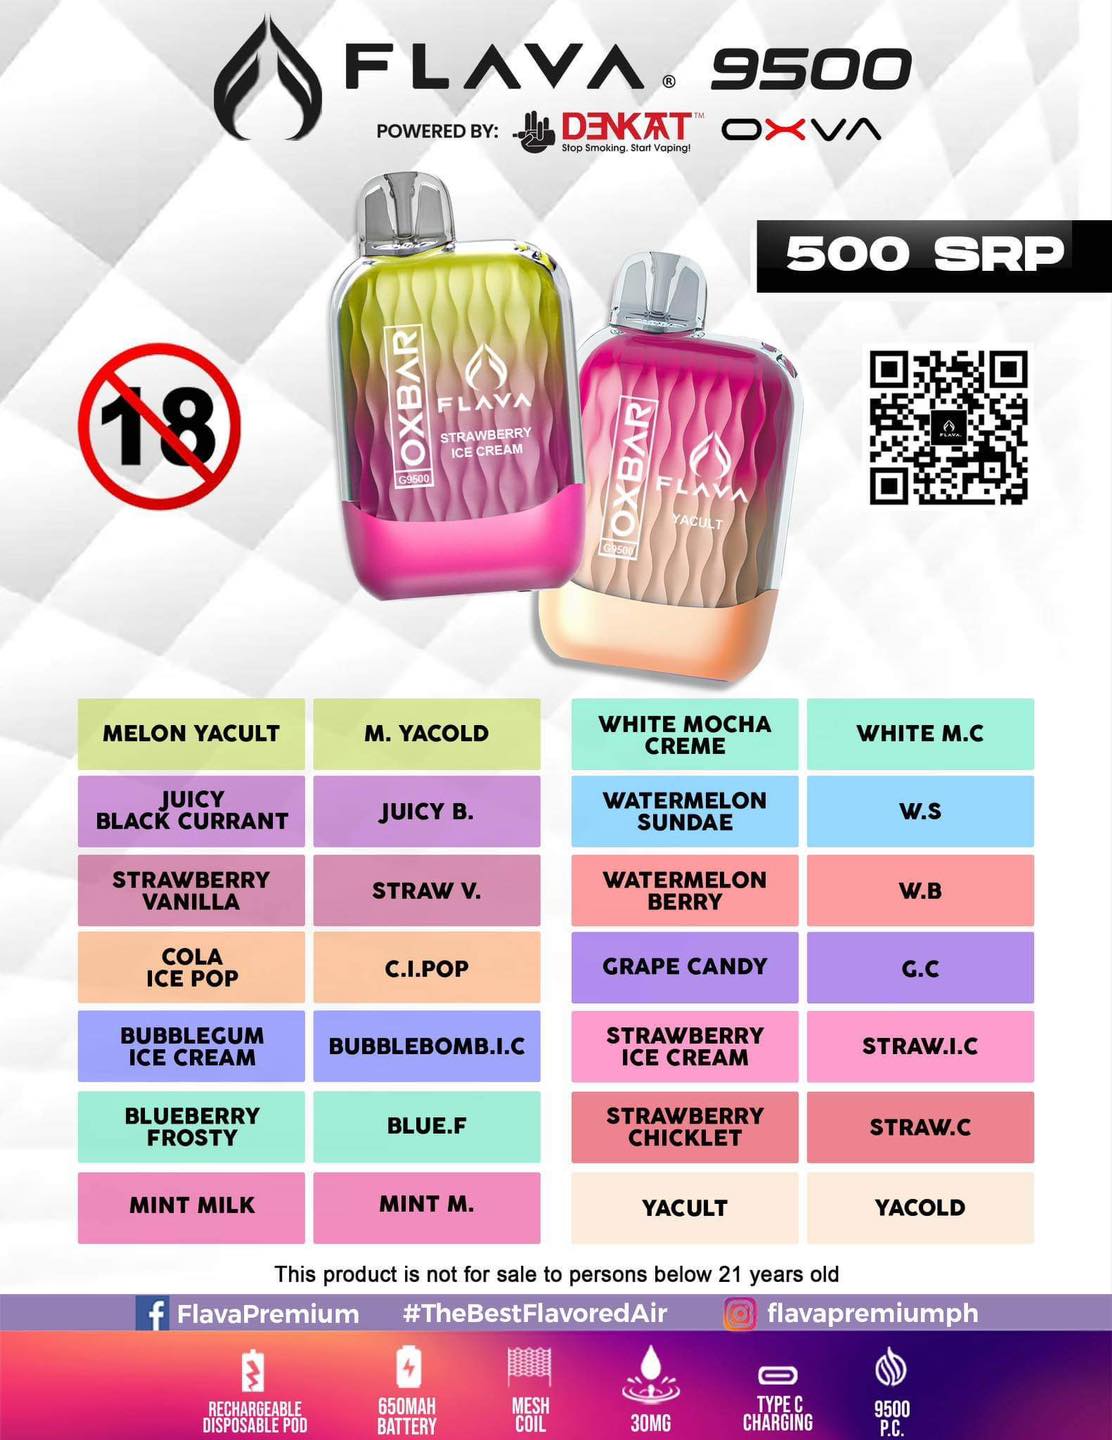 FLAVA® 9500
POWERED BY: DENKAT™ OXVA
Stop Smoking. Start Vaping!
500 SRP
18
OXBAR
G9500
FLAVA
STRAWBERRY
ICE CREAM
OXBAR
G9500
FLAVA
YACULT
FLAVA
MELON YACULT
M. YACOLD
JUICY
BLACK CURRANT
JUICY B.
STRAWBERRY
VANILLA
STRAW V.
COLA
ICE POP
C.I.POP
BUBBLEGUM
ICE CREAM
BUBBLEBOMB.I.C
BLUEBERRY
FROSTY
BLUE.F
MINT MILK
MINT M.
WHITE MOCHA
CREME
WHITE M.C
WATERMELON
SUNDAE
W.S
WATERMELON
BERRY
W.B
GRAPE CANDY
G.C
STRAWBERRY
ICE CREAM
STRAW.I.C
STRAWBERRY
CHICKLET
STRAW.C
YACULT
YACOLD
This product is not for sale to persons below 21 years old
FlavaPremium #TheBestFlavoredAir flavapremiumph
RECHARGEABLE
DISPOSABLE POD
650MAH
BATTERY
MESH
COIL
30MG
TYPE C
CHARGING
9500
P.C.